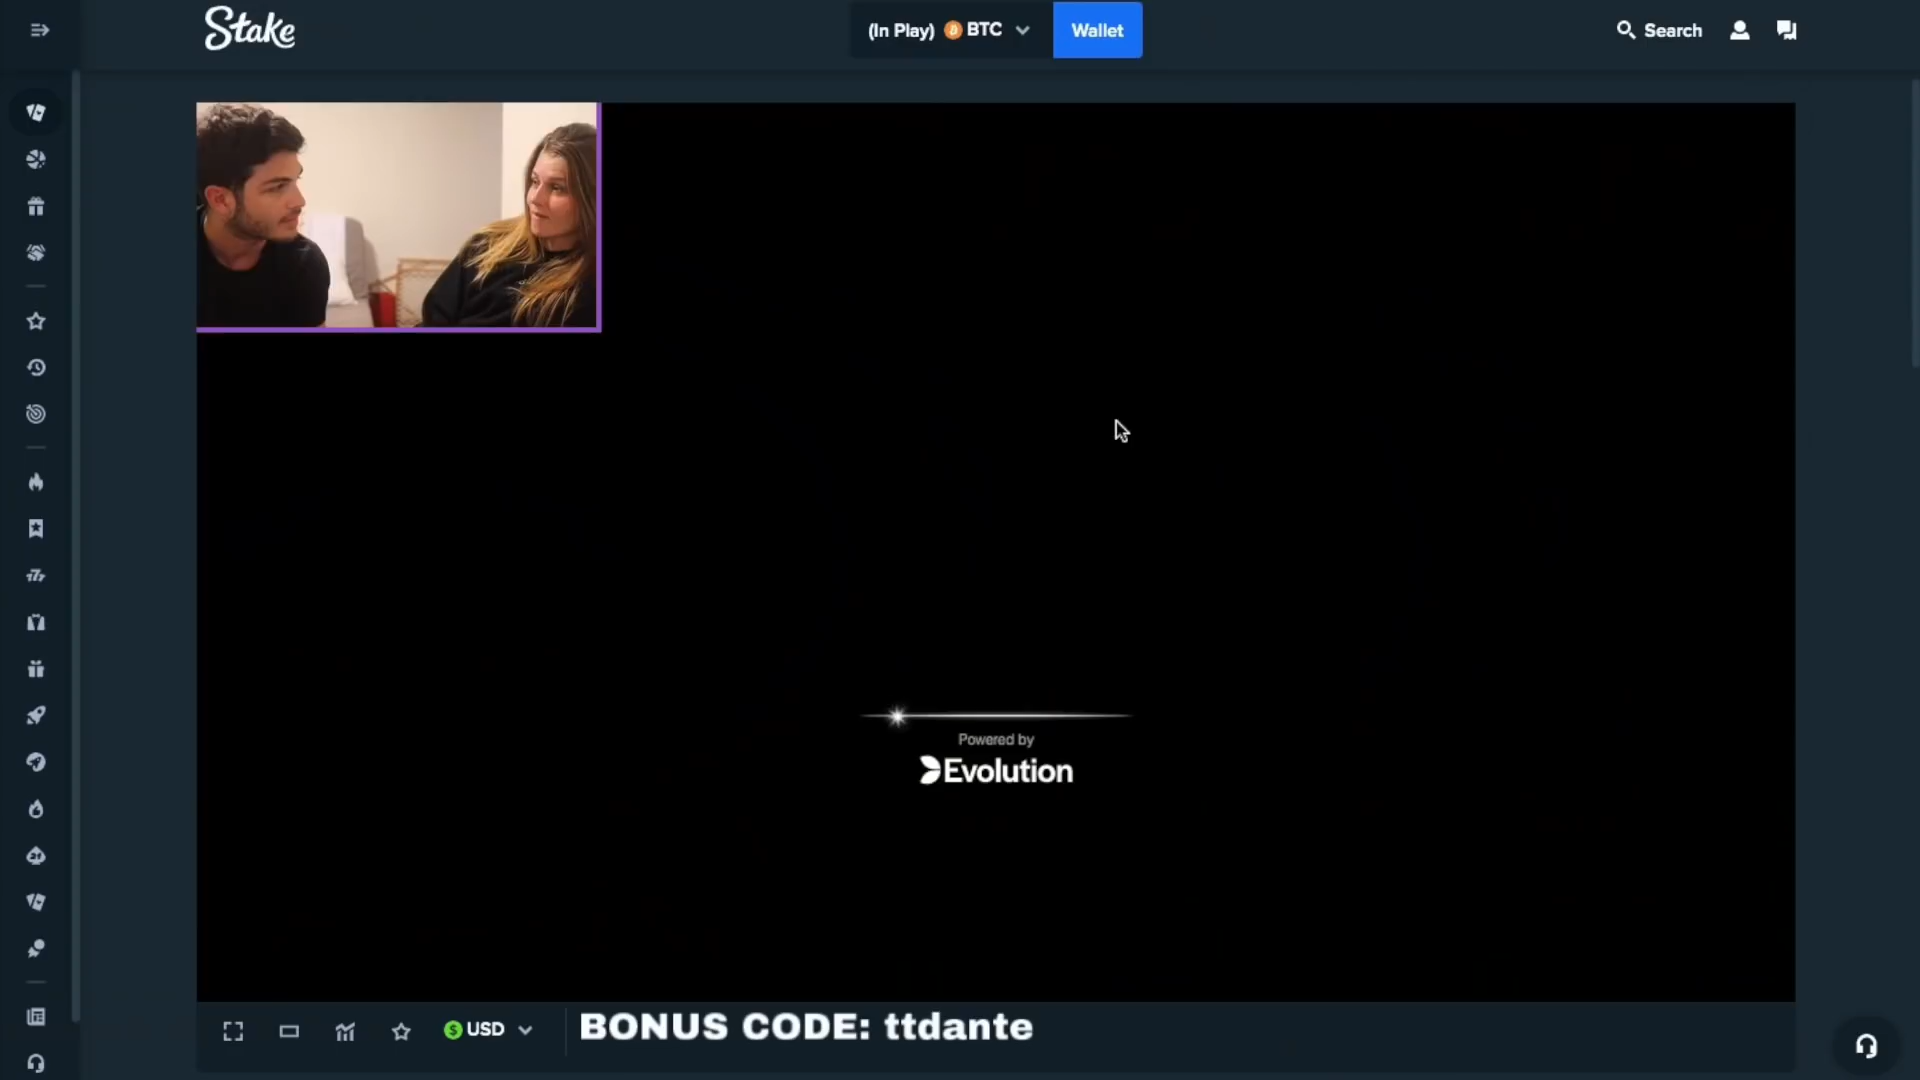 Stake
(In Play) BTC
Wallet
Search
Powered by
Evolution
USD
BONUS CODE: ttdante